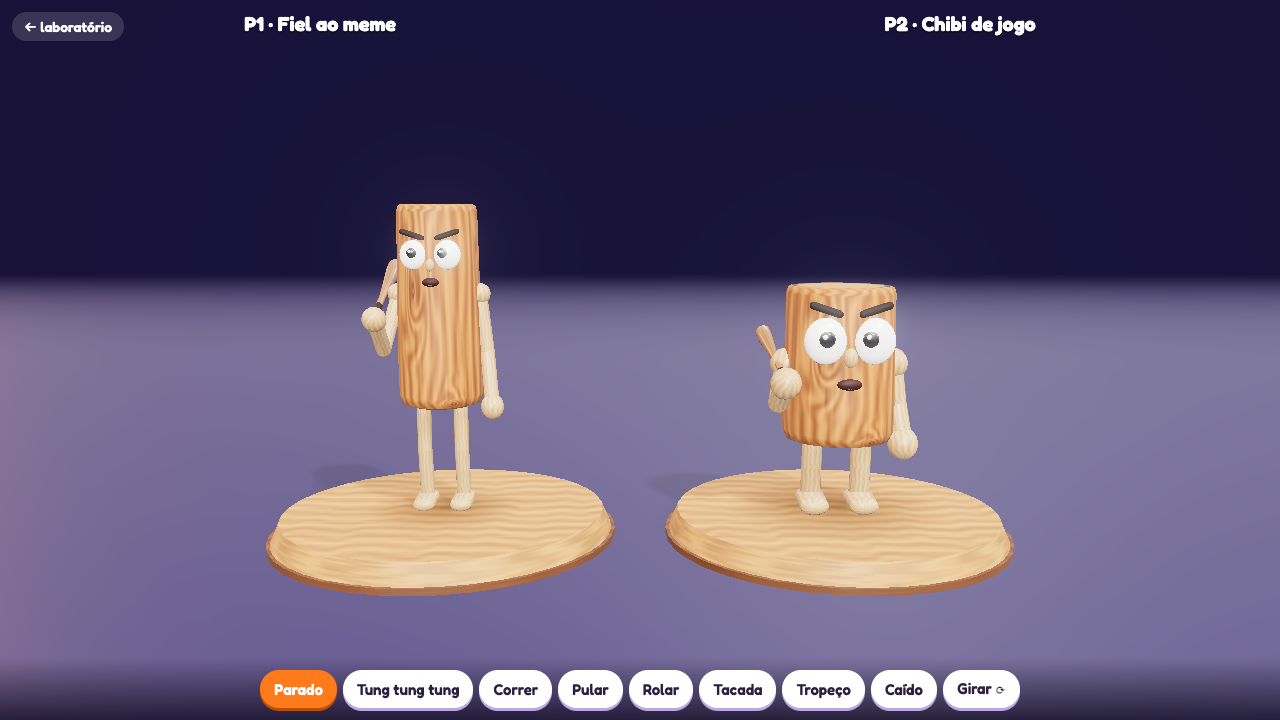 ← laboratório
P1 · Fiel ao meme
P2 · Chibi de jogo
Parado
Tung tung tung
Correr
Pular
Rolar
Tacada
Tropeço
Caído
Girar ⟳